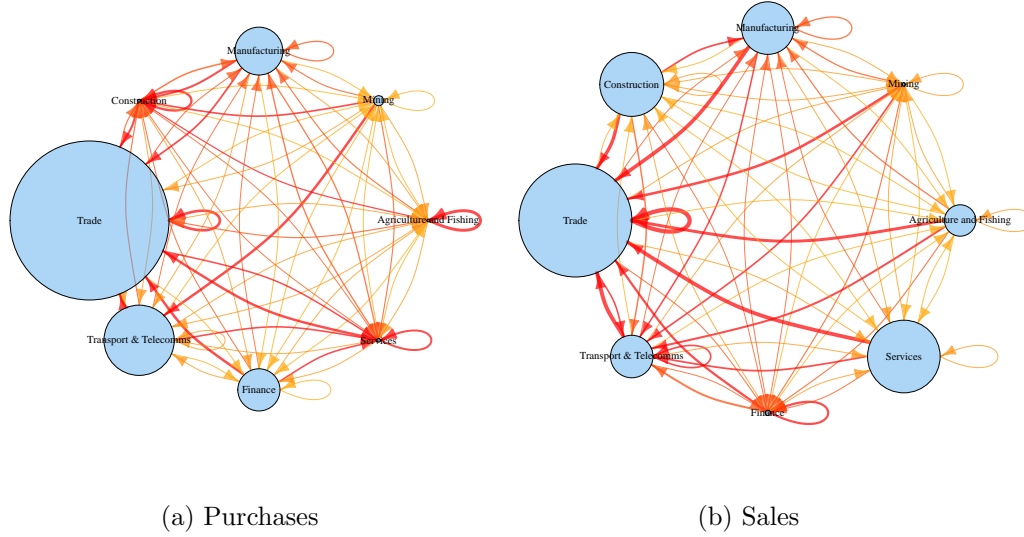 Manufacturing
Construction
Mining
Trade
Agriculture and Fishing
Transport & Telecomms
Services
Finance
(a) Purchases
Manufacturing
Construction
Mining
Trade
Agriculture and Fishing
Transport & Telecomms
Services
Finance
(b) Sales